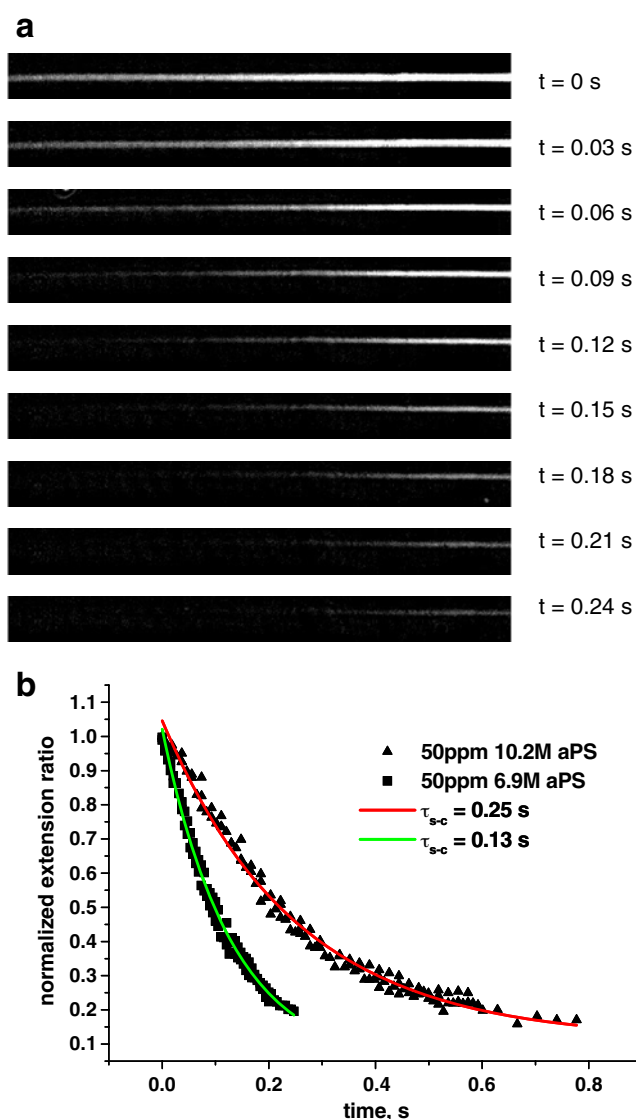 a
t = 0 s
t = 0.03 s
t = 0.06 s
t = 0.09 s
t = 0.12 s
t = 0.15 s
t = 0.18 s
t = 0.21 s
t = 0.24 s
b
normalized extension ratio
1.1
1.0
0.9
0.8
0.7
0.6
0.5
0.4
0.3
0.2
0.1
50ppm 10.2M aPS
50ppm 6.9M aPS
τs-c = 0.25 s
τs-c = 0.13 s
0.0 0.2 0.4 0.6 0.8
time, s